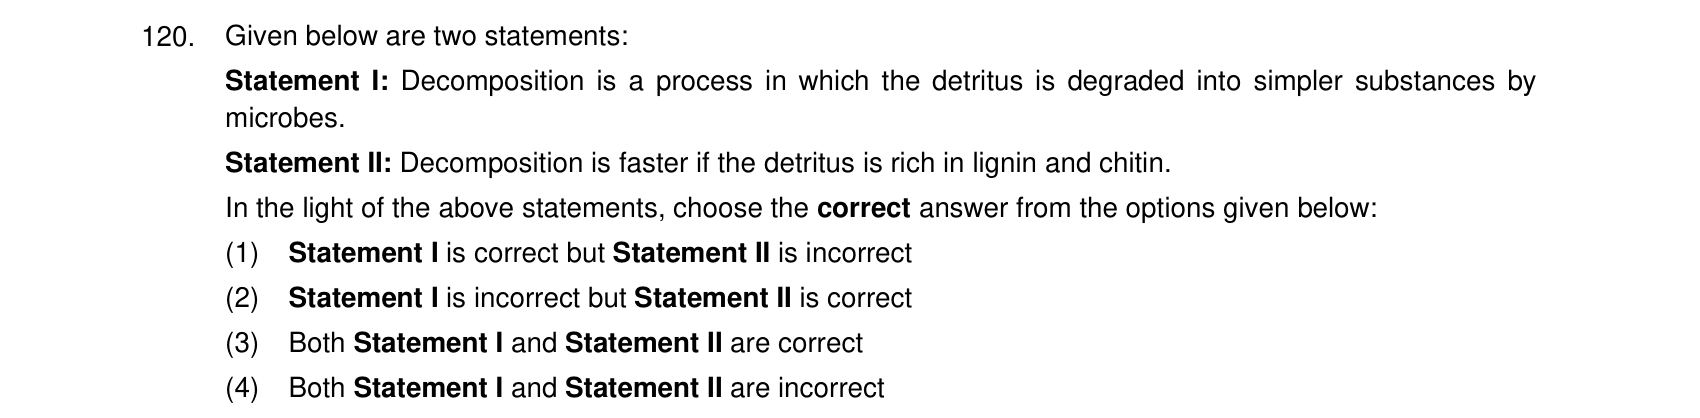 120. Given below are two statements:
Statement I: Decomposition is a process in which the detritus is degraded into simpler substances by
microbes.
Statement II: Decomposition is faster if the detritus is rich in lignin and chitin.
In the light of the above statements, choose the correct answer from the options given below:
(1) Statement I is correct but Statement II is incorrect
(2) Statement I is incorrect but Statement II is correct
(3) Both Statement I and Statement II are correct
(4) Both Statement I and Statement II are incorrect